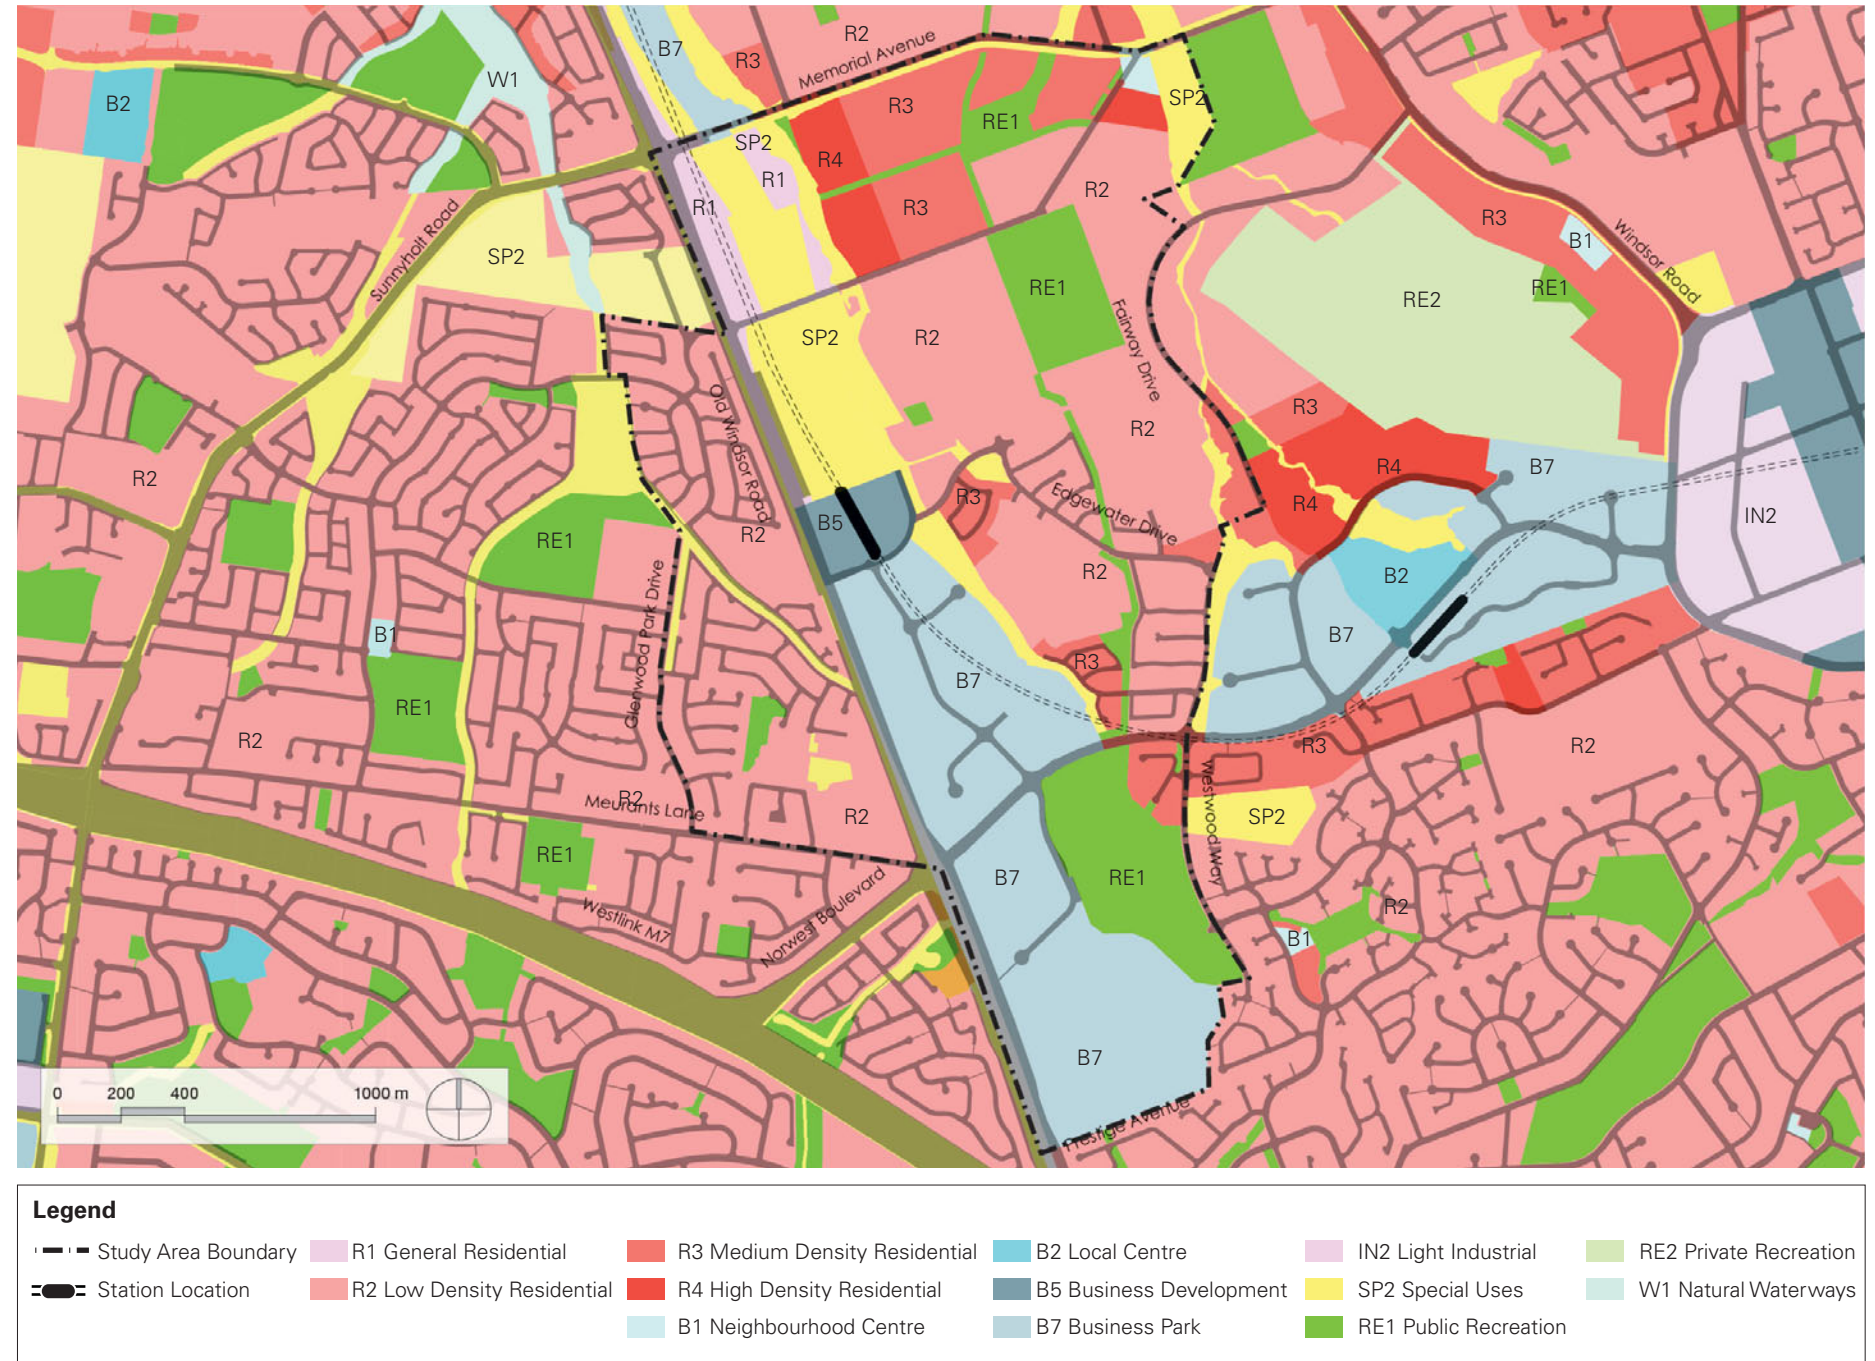 B7
R2
R3
Memorial Avenue
W1
B2
R3
SP2
RE1
SP2
R4
R1
R2
R1
R3
Sunnyholt Road
R3
B1
Windsor Road
SP2
RE1
RE1
RE2
Fairway Drive
SP2
R2
Old Windsor Road
R3
R2
R2
R4
B7
R3
Edgewater Drive
R4
B5
IN2
RE1
R2
R2
B2
Glenwood Park Drive
B1
B7
R3
B7
RE1
R2
R3
R2
Westwood Way
R2
Meurants Lane
R2
SP2
RE1
B7
RE1
Norwest Boulevard
R2
Westlink M7
B1
B7
Prestige Avenue
0 200 400 1000 m
Legend
Study Area Boundary
Station Location
R1 General Residential
R2 Low Density Residential
R3 Medium Density Residential
R4 High Density Residential
B1 Neighbourhood Centre
B2 Local Centre
B5 Business Development
B7 Business Park
IN2 Light Industrial
SP2 Special Uses
RE1 Public Recreation
RE2 Private Recreation
W1 Natural Waterways